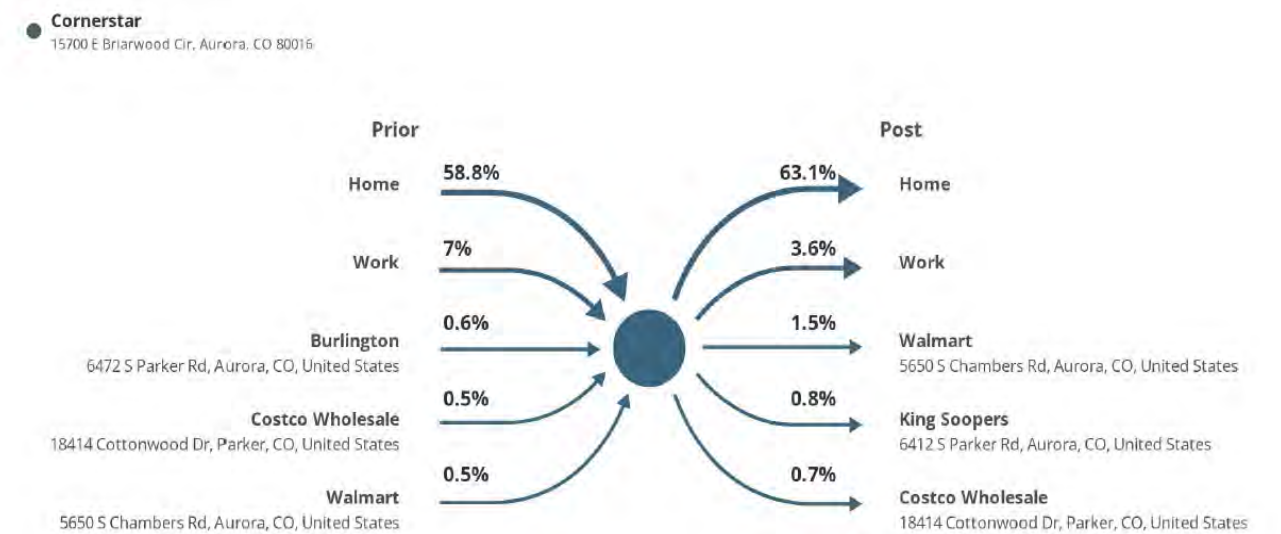 Cornerstar
15700 E Briarwood Cir, Aurora, CO 80016
Prior
Home
58.8%
Work
7%
Burlington
6472 S Parker Rd, Aurora, CO, United States
0.6%
Costco Wholesale
18414 Cottonwood Dr, Parker, CO, United States
0.5%
Walmart
5650 S Chambers Rd, Aurora, CO, United States
0.5%
Post
63.1%
Home
3.6%
Work
1.5%
Walmart
5650 S Chambers Rd, Aurora, CO, United States
0.8%
King Soopers
6412 S Parker Rd, Aurora, CO, United States
0.7%
Costco Wholesale
18414 Cottonwood Dr, Parker, CO, United States